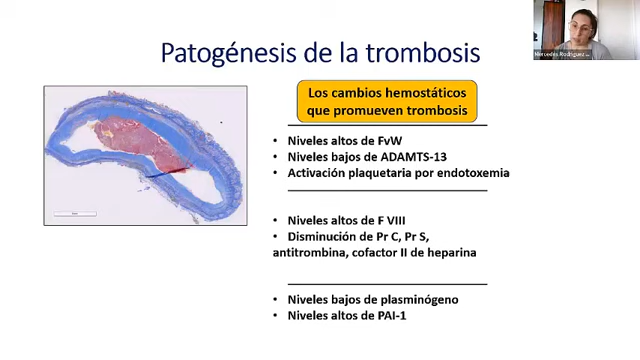 Mercedes Rodriguez
Patogénesis de la trombosis
Los cambios hemostáticos
que promueven trombosis
• Niveles altos de FvW
• Niveles bajos de ADAMTS-13
• Activación plaquetaria por endotoxemia
• Niveles altos de F VIII
• Disminución de Pr C, Pr S,
antitrombina, cofactor II de heparina
• Niveles bajos de plasminógeno
• Niveles altos de PAI-1